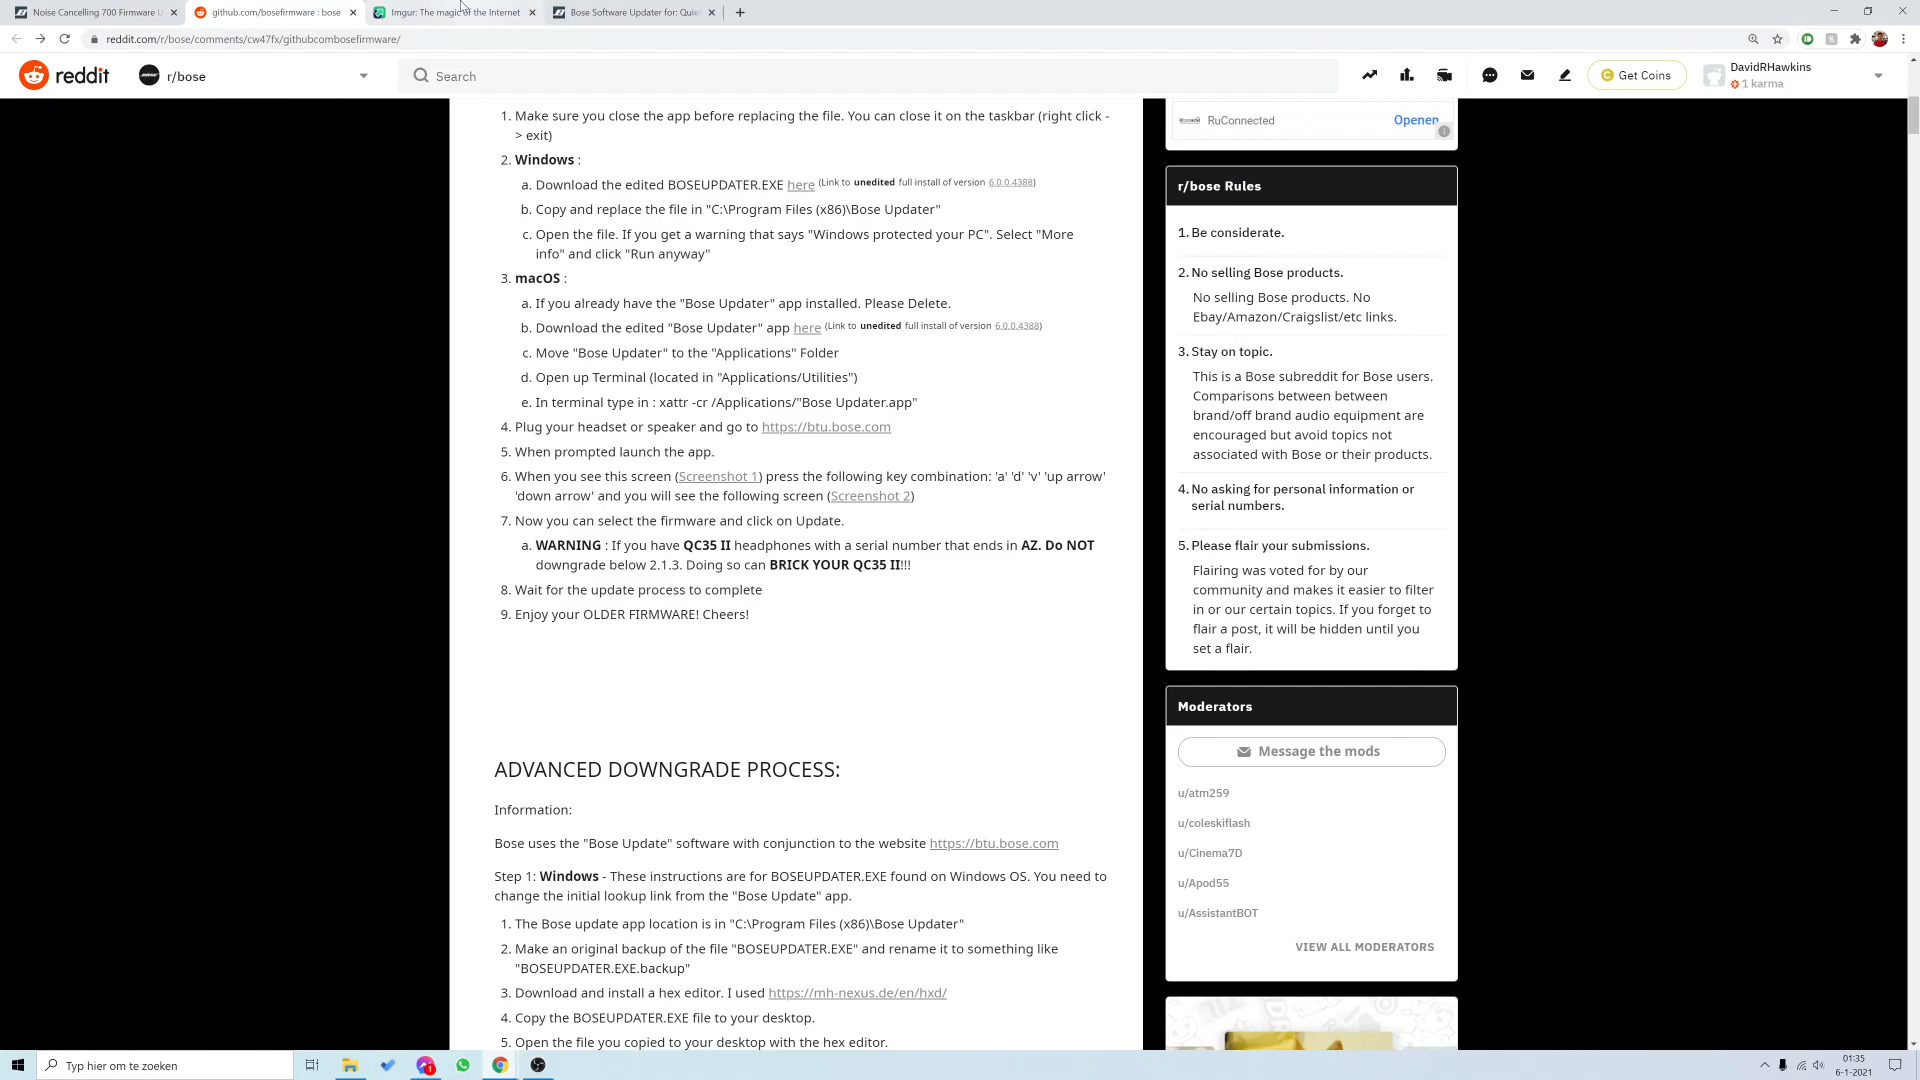 Noise Cancelling 700 Firmware U
github.com/bosefirmware : bose
Imgur: The magic of the Internet
Bose Software Updater for: Quie
reddit.com/r/bose/comments/cw47fx/githubcombosefirmware/
reddit
r/bose
Search
Get Coins
DavidRHawkins
1 karma
1. Make sure you close the app before replacing the file. You can close it on the taskbar (right click -
> exit)
2. Windows :
a. Download the edited BOSEUPDATER.EXE here (Link to unedited full install of version 6.0.0.4388)
b. Copy and replace the file in "C:\Program Files (x86)\Bose Updater"
c. Open the file. If you get a warning that says "Windows protected your PC". Select "More
info" and click "Run anyway"
3. macOS :
a. If you already have the "Bose Updater" app installed. Please Delete.
b. Download the edited "Bose Updater" app here (Link to unedited full install of version 6.0.0.4388)
c. Move "Bose Updater" to the "Applications" Folder
d. Open up Terminal (located in "Applications/Utilities")
e. In terminal type in : xattr -cr /Applications/"Bose Updater.app"
4. Plug your headset or speaker and go to https://btu.bose.com
5. When prompted launch the app.
6. When you see this screen (Screenshot 1) press the following key combination: 'a' 'd' 'v' 'up arrow'
'down arrow' and you will see the following screen (Screenshot 2)
7. Now you can select the firmware and click on Update.
a. WARNING : If you have QC35 II headphones with a serial number that ends in AZ. Do NOT
downgrade below 2.1.3. Doing so can BRICK YOUR QC35 II!!!
8. Wait for the update process to complete
9. Enjoy your OLDER FIRMWARE! Cheers!
ADVANCED DOWNGRADE PROCESS:
Information:
Bose uses the "Bose Update" software with conjunction to the website https://btu.bose.com
Step 1: Windows - These instructions are for BOSEUPDATER.EXE found on Windows OS. You need to
change the initial lookup link from the "Bose Update" app.
1. The Bose update app location is in "C:\Program Files (x86)\Bose Updater"
2. Make an original backup of the file "BOSEUPDATER.EXE" and rename it to something like
"BOSEUPDATER.EXE.backup"
3. Download and install a hex editor. I used https://mh-nexus.de/en/hxd/
4. Copy the BOSEUPDATER.EXE file to your desktop.
5. Open the file you copied to your desktop with the hex editor.
RuConnected
Openen
r/bose Rules
1. Be considerate.
2. No selling Bose products.
No selling Bose products. No
Ebay/Amazon/Craigslist/etc links.
3. Stay on topic.
This is a Bose subreddit for Bose users.
Comparisons between between
brand/off brand audio equipment are
encouraged but avoid topics not
associated with Bose or their products.
4. No asking for personal information or
serial numbers.
5. Please flair your submissions.
Flairing was voted for by our
community and makes it easier to filter
in or our certain topics. If you forget to
flair a post, it will be hidden until you
set a flair.
Moderators
Message the mods
u/atm259
u/coleskiflash
u/Cinema7D
u/Apod55
u/AssistantBOT
VIEW ALL MODERATORS
Typ hier om te zoeken
1
01:35
6-1-2021